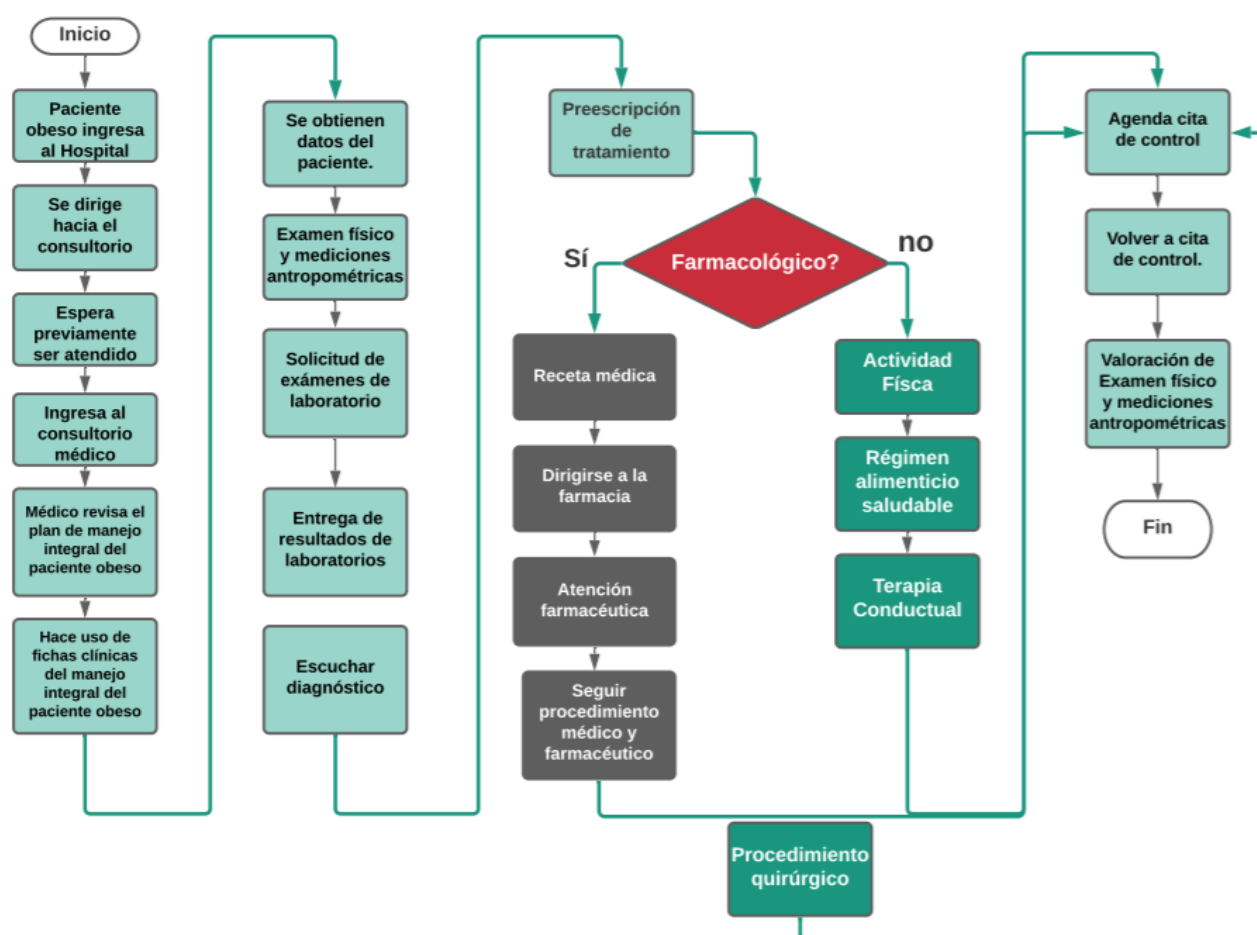 Inicio
Paciente
obeso ingresa
al Hospital
Se dirige
hacia el
consultorio
Espera
previamente
ser atendido
Ingresa al
consultorio
médico
Médico revisa el
plan de manejo
integral del
paciente obeso
Hace uso de
fichas clínicas
del manejo
integral del
paciente obeso
Se obtienen
datos del
paciente.
Examen físico
y mediciones
antropométricas
Solicitud de
exámenes de
laboratorio
Entrega de
resultados de
laboratorios
Escuchar
diagnóstico
Preescripción
de
tratamiento
Farmacológico?
Sí
no
Receta médica
Dirigirse a la
farmacia
Atención
farmacéutica
Seguir
procedimiento
médico y
farmacéutico
Actividad
Físca
Régimen
alimenticio
saludable
Terapia
Conductual
Procedimiento
quirúrgico
Agenda cita
de control
Volver a cita
de control.
Valoración de
Examen físico
y mediciones
antropométricas
Fin